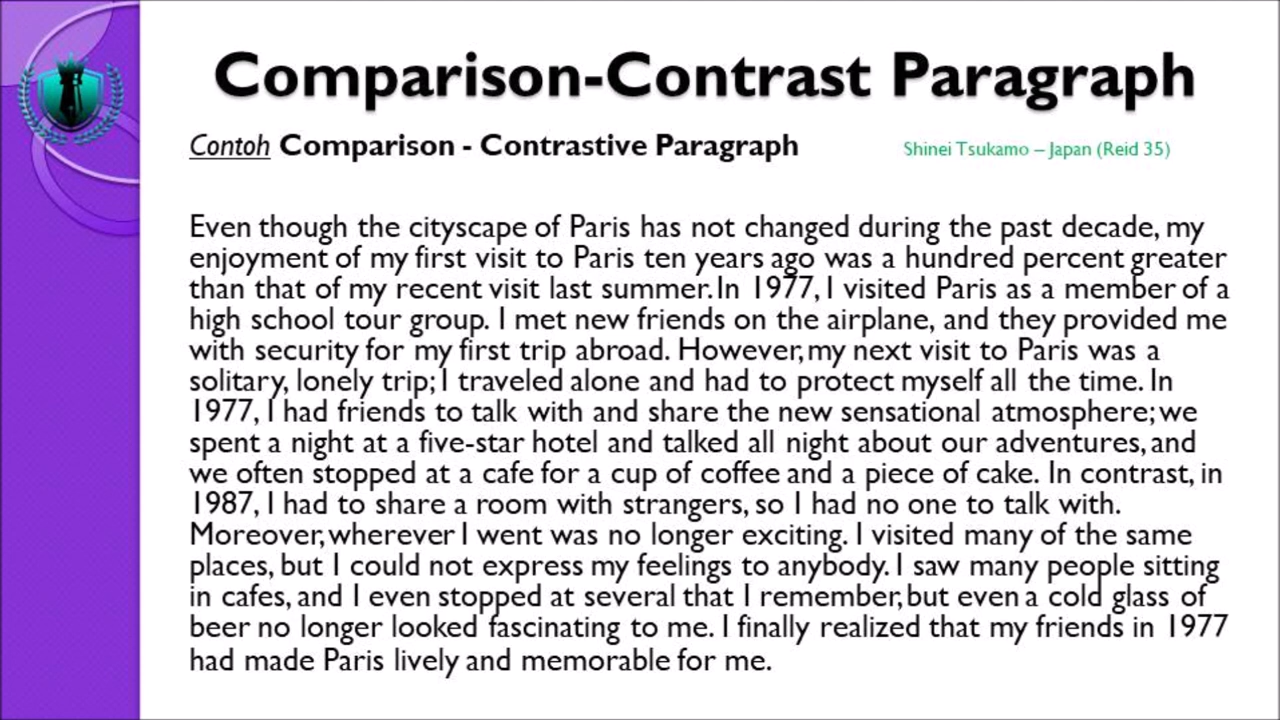 Comparison-Contrast Paragraph
Contoh Comparison - Contrastive Paragraph
Shinei Tsukamo – Japan (Reid 35)
Even though the cityscape of Paris has not changed during the past decade, my
enjoyment of my first visit to Paris ten years ago was a hundred percent greater
than that of my recent visit last summer. In 1977, I visited Paris as a member of a
high school tour group. I met new friends on the airplane, and they provided me
with security for my first trip abroad. However, my next visit to Paris was a
solitary, lonely trip; I traveled alone and had to protect myself all the time. In
1977, I had friends to talk with and share the new sensational atmosphere; we
spent a night at a five-star hotel and talked all night about our adventures, and
we often stopped at a cafe for a cup of coffee and a piece of cake. In contrast, in
1987, I had to share a room with strangers, so I had no one to talk with.
Moreover, wherever I went was no longer exciting. I visited many of the same
places, but I could not express my feelings to anybody. I saw many people sitting
in cafes, and I even stopped at several that I remember, but even a cold glass of
beer no longer looked fascinating to me. I finally realized that my friends in 1977
had made Paris lively and memorable for me.